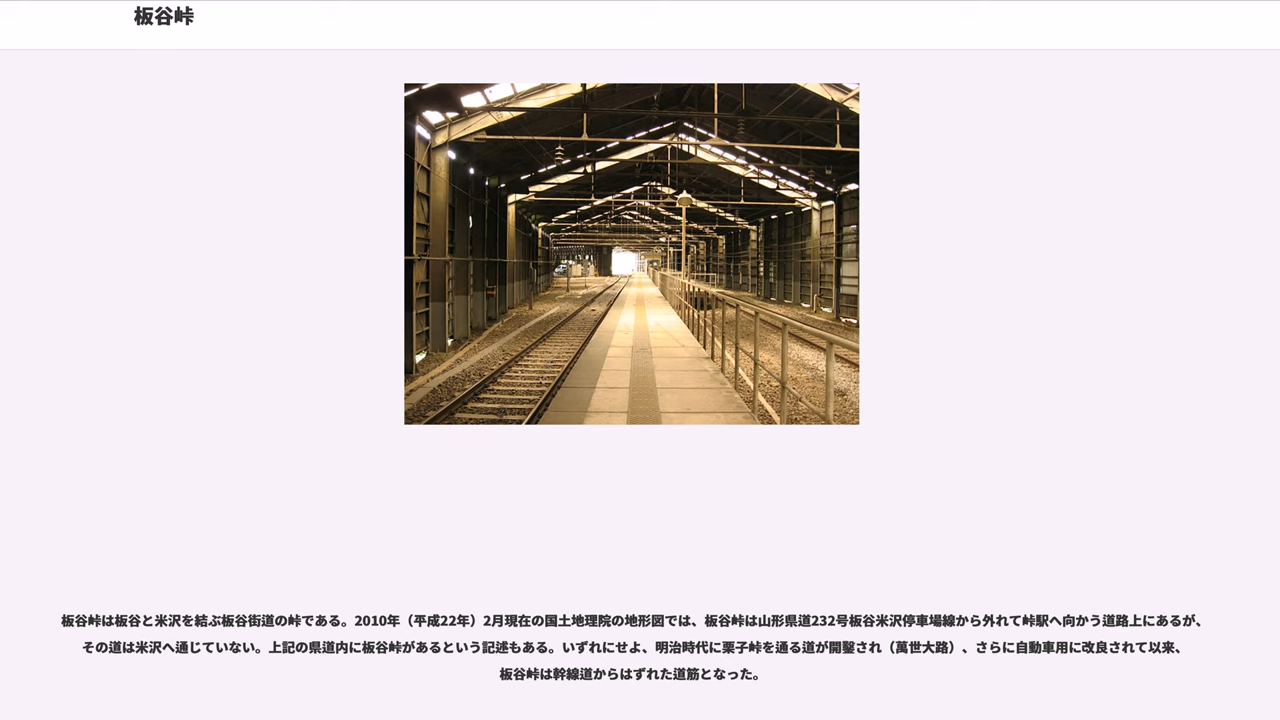 板谷峠
板谷峠は板谷と米沢を結ぶ板谷街道の峠である。2010年（平成22年）2月現在の国土地理院の地形図では、板谷峠は山形県道232号板谷米沢停車場線から外れて峠駅へ向かう道路上にあるが、
その道は米沢へ通じていない。上記の県道内に板谷峠があるという記述もある。いずれにせよ、明治時代に栗子峠を通る道が開鑿され（萬世大路）、さらに自動車用に改良されて以来、
板谷峠は幹線道からはずれた道筋となった。